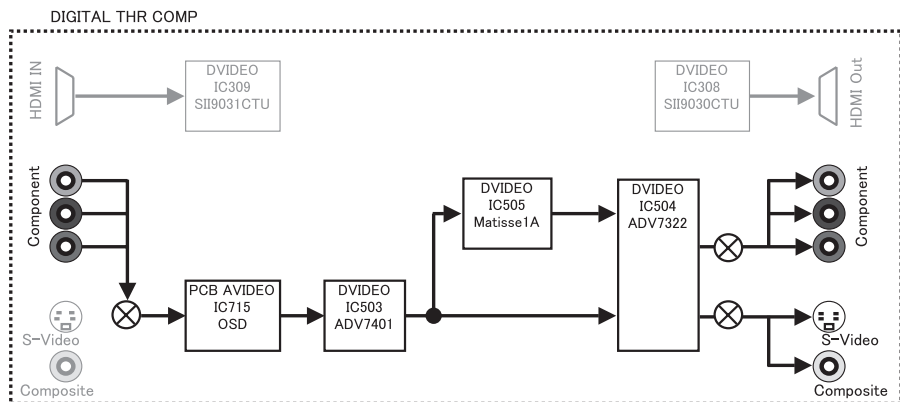 DIGITAL THR COMP
HDMI IN
DVIDEO
IC309
SII9031CTU
DVIDEO
IC308
SII9030CTU
HDMI Out
Component
DVIDEO
IC505
Matisse1A
DVIDEO
IC504
ADV7322
Component
PCB AVIDEO
IC715
OSD
DVIDEO
IC503
ADV7401
S-Video
S-Video
Composite
Composite